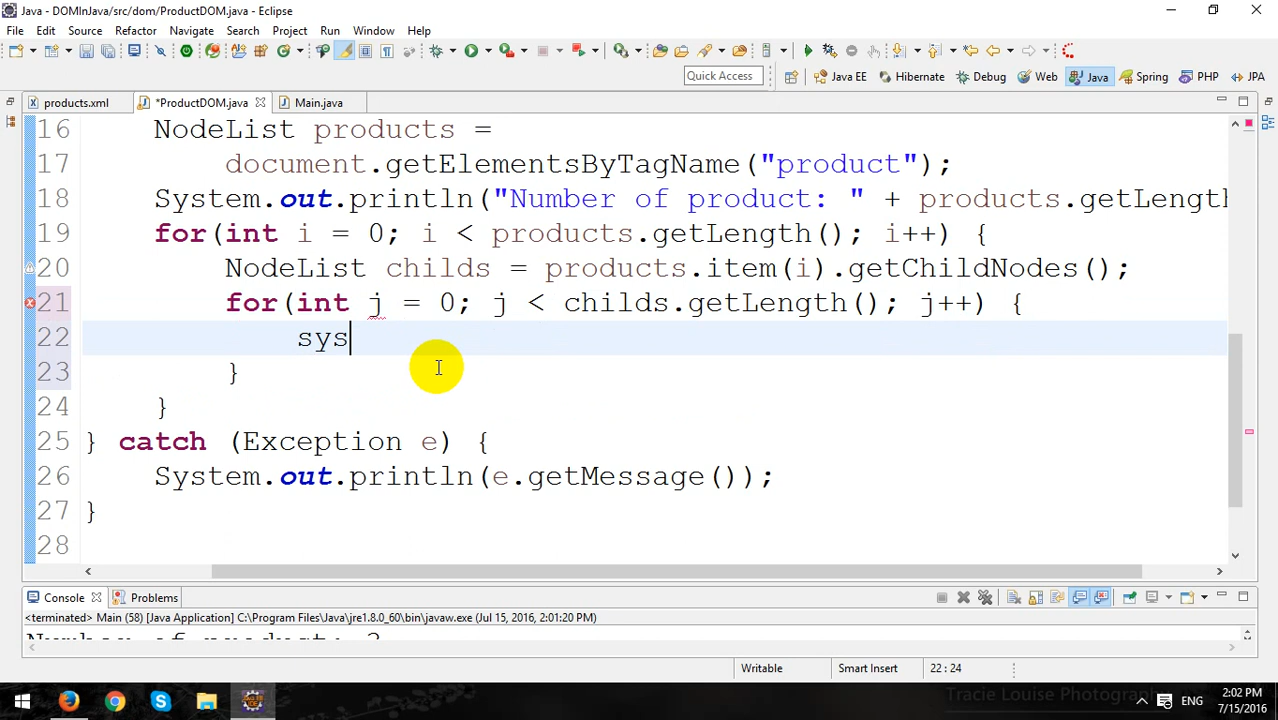 Java - DOMInJava/src/dom/ProductDOM.java - Eclipse
File Edit Source Refactor Navigate Search Project Run Window Help
Quick Access Java EE Hibernate Debug Web Java Spring PHP JPA
products.xml *ProductDOM.java Main.java
16 NodeList products =
17 document.getElementsByTagName("product");
18 System.out.println("Number of product: " + products.getLength
19 for(int i = 0; i < products.getLength(); i++) {
20 NodeList childs = products.item(i).getChildNodes();
21 for(int j = 0; j < childs.getLength(); j++) {
22 sys
23 }
24 }
25 } catch (Exception e) {
26 System.out.println(e.getMessage());
27 }
28
Console Problems
<terminated> Main (58) [Java Application] C:\Program Files\Java\jre1.8.0_60\bin\javaw.exe (Jul 15, 2016, 2:01:20 PM)
Writable Smart Insert 22 : 24
Tracie Louise Photography
ENG
2:02 PM
7/15/2016